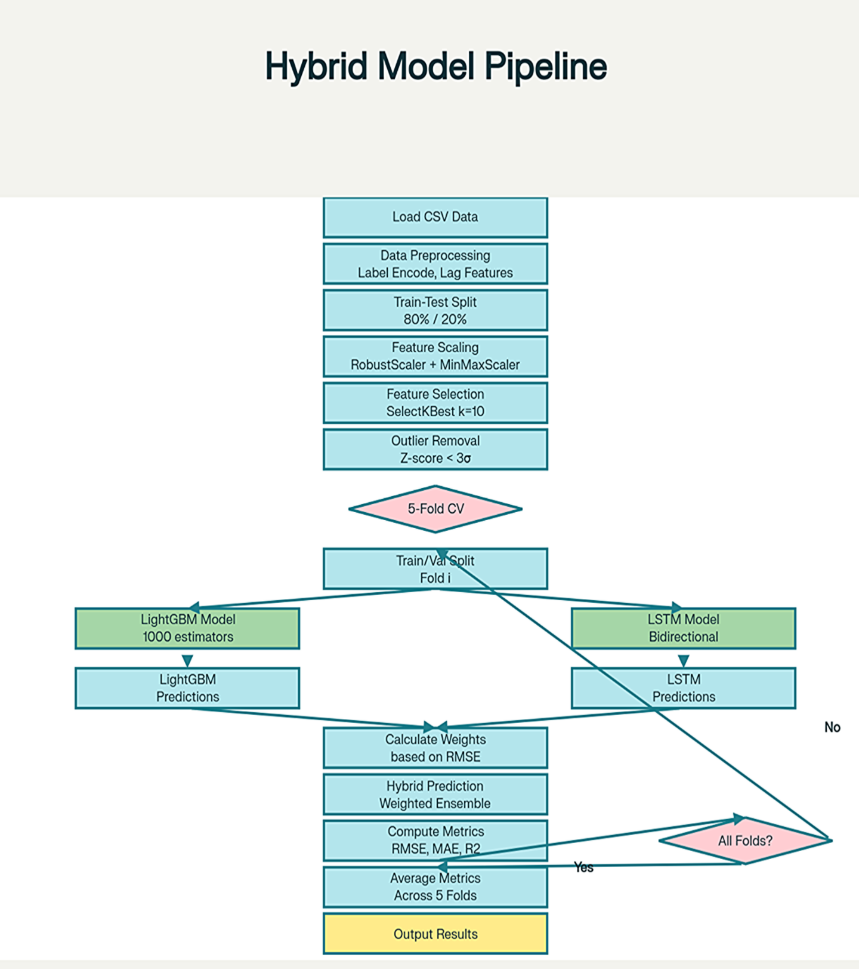 Hybrid Model Pipeline
Load CSV Data
Data Preprocessing
Label Encode, Lag Features
Train-Test Split
80% / 20%
Feature Scaling
RobustScaler + MinMaxScaler
Feature Selection
SelectKBest k=10
Outlier Removal
Z-score < 3σ
5-Fold CV
Train/Val Split
Fold i
LightGBM Model
1000 estimators
LSTM Model
Bidirectional
LightGBM
Predictions
LSTM
Predictions
No
Calculate Weights
based on RMSE
Hybrid Prediction
Weighted Ensemble
Compute Metrics
RMSE, MAE, R2
All Folds?
Yes
Average Metrics
Across 5 Folds
Output Results